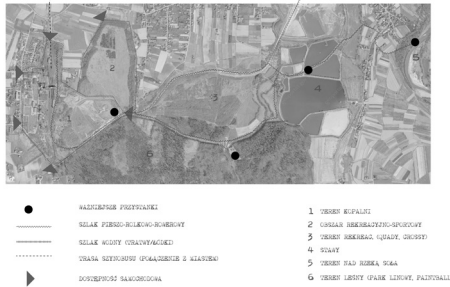 1
2
3
4
5
6
WAŻNIEJSZE PRZYSTANKI
SZLAK PIESZO-ROLKOWO-ROWEROWY
SZLAK WODNY (TRATWY/ŁÓDKI)
TRASA SZYNOBUSU (POŁĄCZENIE Z MIASTEM)
DOSTĘPNOŚĆ SAMOCHODOWA
1 TEREN KOPALNI
2 OBSZAR REKREACYJNO-SPORTOWY
3 TEREN REKREAC. (QUADY, CROSSY)
4 STAWY
5 TEREN NAD RZEKĄ SOŁA
6 TEREN LEŚNY (PARK LINOWY, PAINTBALL